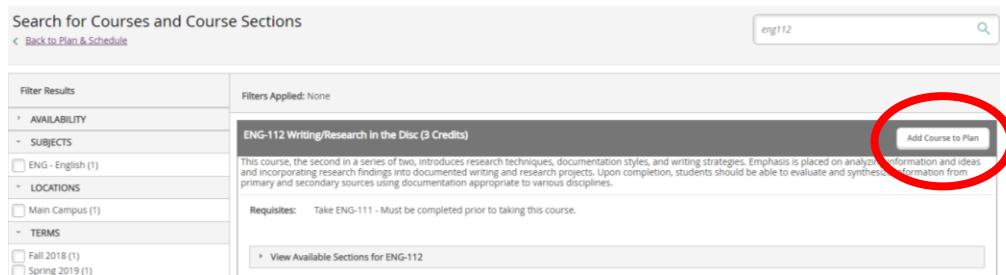 Search for Courses and Course Sections
< Back to Plan & Schedule
eng112
Filter Results
AVAILABILITY
SUBJECTS
ENG - English (1)
LOCATIONS
Main Campus (1)
TERMS
Fall 2018 (1)
Spring 2019 (1)
Filters Applied: None
ENG-112 Writing/Research in the Disc (3 Credits)
Add Course to Plan
This course, the second in a series of two, introduces research techniques, documentation styles, and writing strategies. Emphasis is placed on analyzing information and ideas
and incorporating research findings into documented writing and research projects. Upon completion, students should be able to evaluate and synthesize information from
primary and secondary sources using documentation appropriate to various disciplines.
Requisites: Take ENG-111 - Must be completed prior to taking this course.
View Available Sections for ENG-112